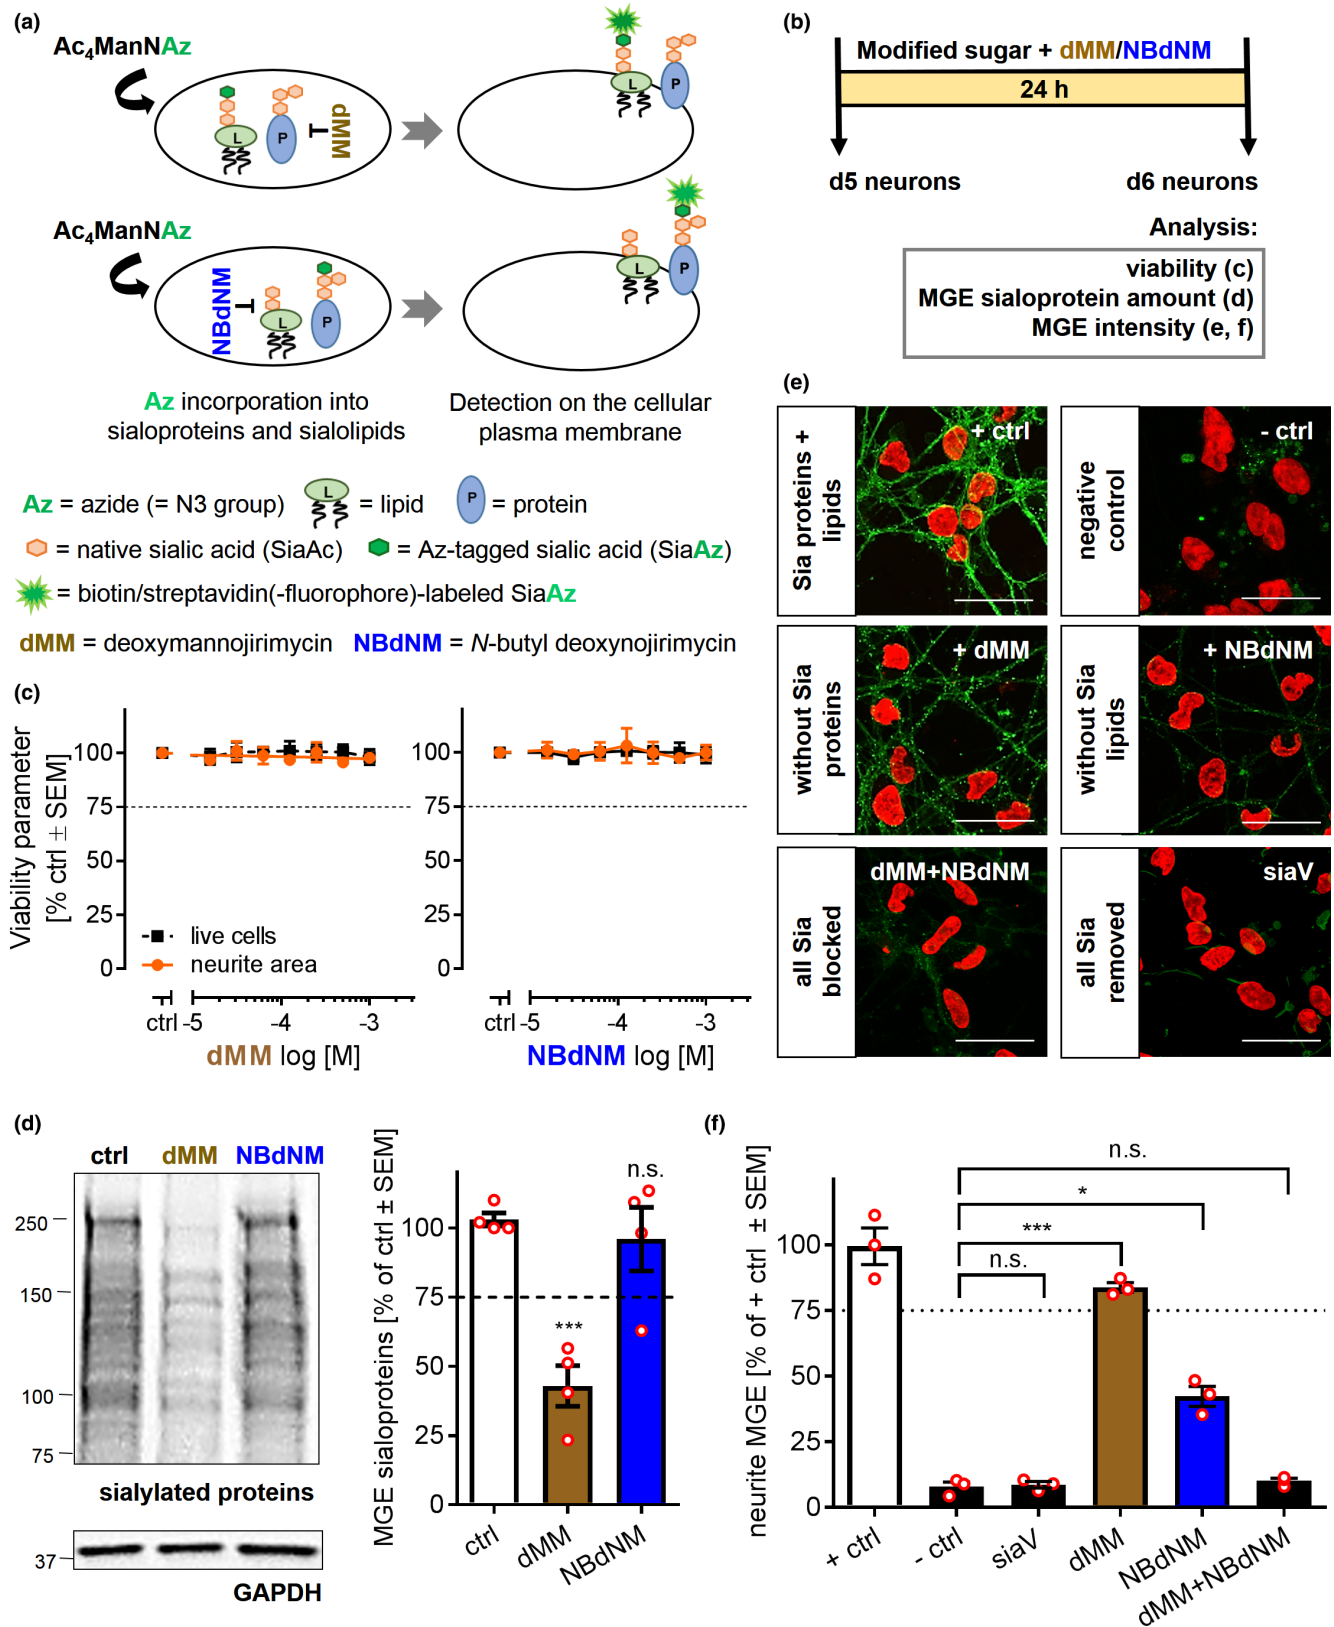 (a)
Ac4ManNAz
L
P
dMM
L
P
Ac4ManNAz
NBdNM
L
P
L
P
Az incorporation into
sialoproteins and sialolipids
Detection on the cellular
plasma membrane
Az = azide (= N3 group)
L
= lipid
P
= protein
= native sialic acid (SiaAc)
= Az-tagged sialic acid (SiaAz)
= biotin/streptavidin(-fluorophore)-labeled SiaAz
dMM = deoxymannojirimycin
NBdNM = N-butyl deoxynojirimycin
(b)
Modified sugar + dMM/NBdNM
24 h
d5 neurons
d6 neurons
Analysis:
viability (c)
MGE sialoprotein amount (d)
MGE intensity (e, f)
(c)
Viability parameter
[% ctrl ± SEM]
100
75
50
25
0
live cells
neurite area
ctrl
-5
-4
-3
dMM log [M]
100
75
50
25
0
ctrl
-5
-4
-3
NBdNM log [M]
(d)
ctrl
dMM
NBdNM
250
150
100
75
sialylated proteins
37
GAPDH
MGE sialoproteins [% of ctrl ± SEM]
100
75
50
25
0
***
n.s.
ctrl
dMM
NBdNM
(e)
Sia proteins +
lipids
+ ctrl
negative
control
- ctrl
without Sia
proteins
+ dMM
without Sia
lipids
+ NBdNM
all Sia
blocked
dMM+NBdNM
all Sia
removed
siaV
(f)
neurite MGE [% of + ctrl ± SEM]
100
75
50
25
0
n.s.
*
***
n.s.
+ ctrl
- ctrl
siaV
dMM
NBdNM
dMM+NBdNM